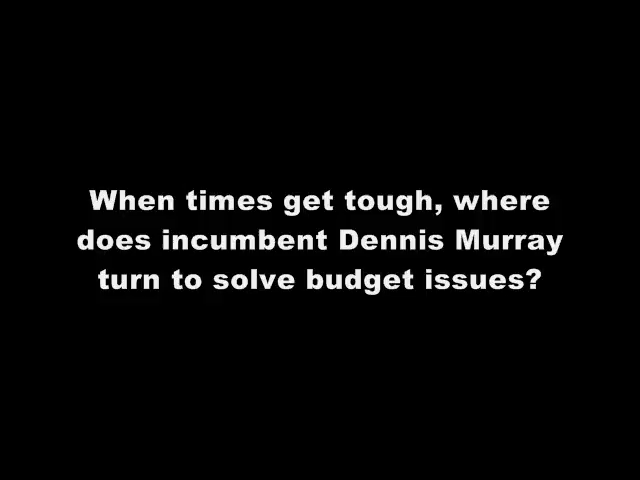 When times get tough, where
does incumbent Dennis Murray
turn to solve budget issues?